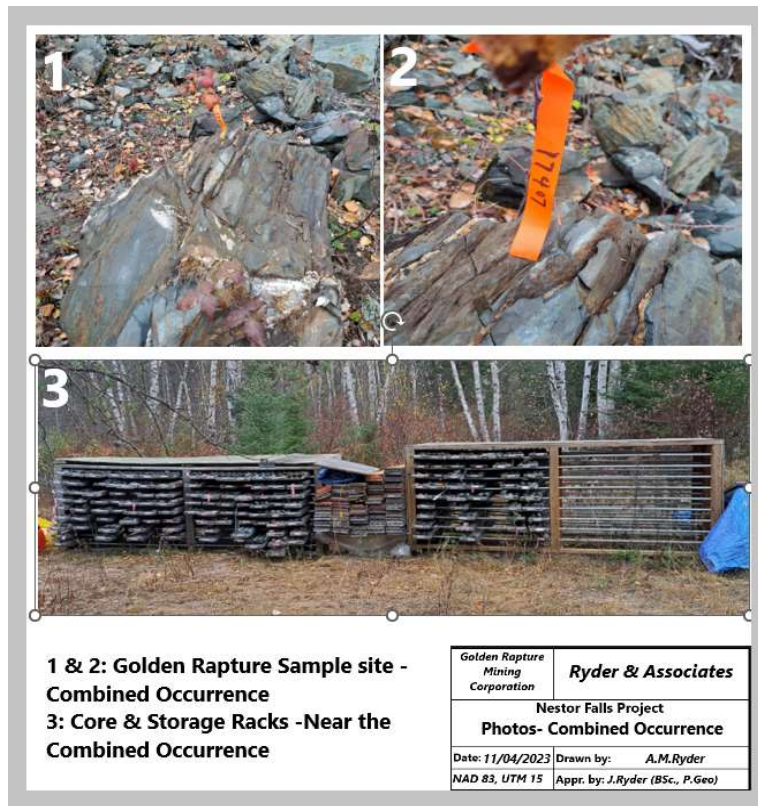 1
2
17407
3
1 & 2: Golden Rapture Sample site -
Combined Occurrence
3: Core & Storage Racks -Near the
Combined Occurrence
Golden Rapture
Mining
Corporation
Ryder & Associates
Nestor Falls Project
Photos- Combined Occurrence
Date: 11/04/2023 Drawn by: A.M.Ryder
NAD 83, UTM 15 Appr. by: J.Ryder (BSc., P.Geo)